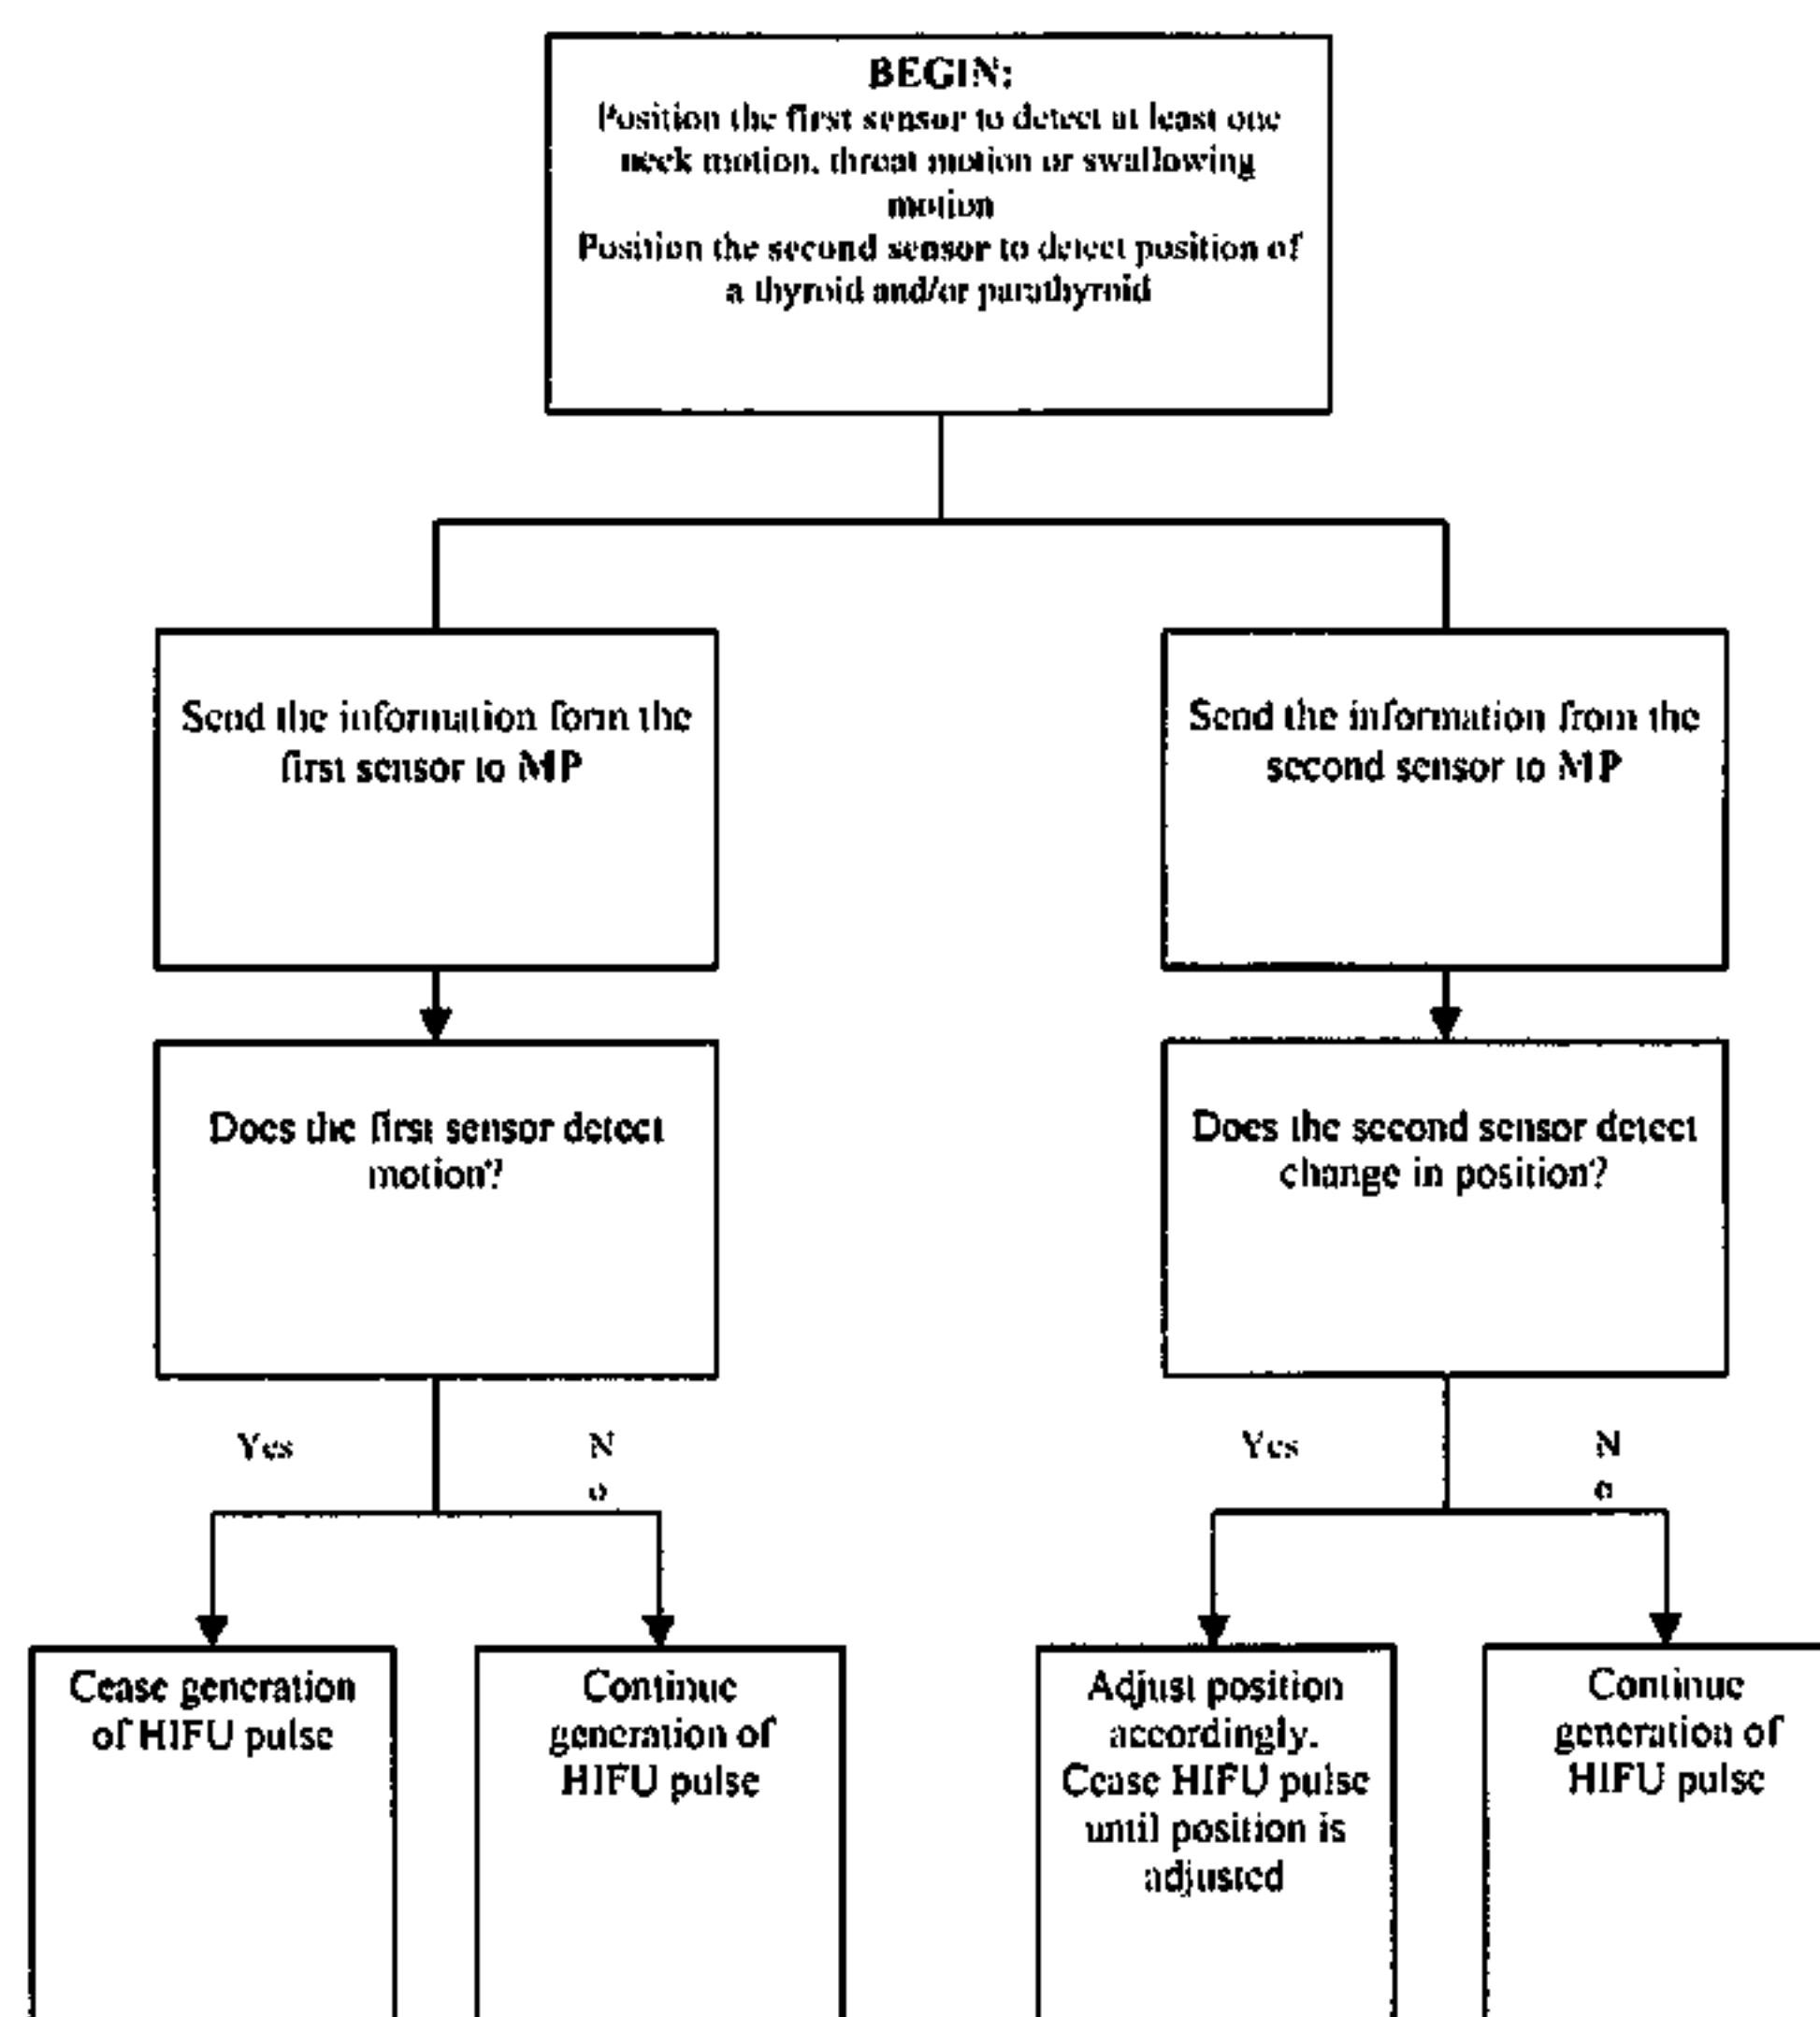 BEGIN:
Position the first sensor to detect at least one
neck motion, throat motion or swallowing
motion
Position the second sensor to detect position of
a thyroid and/or parathyroid
Send the information form the
first sensor to MP
Send the information from the
second sensor to MP
Does the first sensor detect
motion?
Does the second sensor detect
change in position?
Yes
N
o
Yes
N
o
Cease generation
of HIFU pulse
Continue
generation of
HIFU pulse
Adjust position
accordingly.
Cease HIFU pulse
until position is
adjusted
Continue
generation of
HIFU pulse